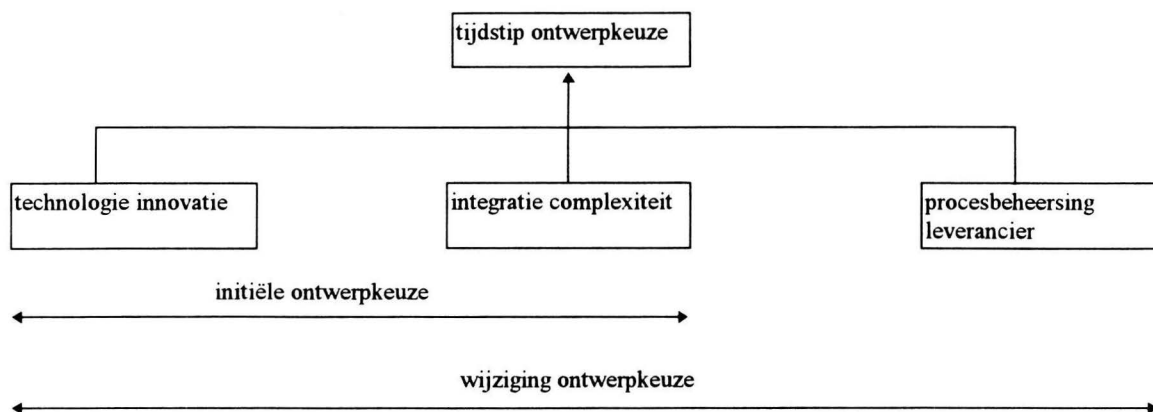 tijdstip ontwerpkeuze
technologie innovatie
integratie complexiteit
procesbeheersing
leverancier
initiële ontwerpkeuze
wijziging ontwerpkeuze